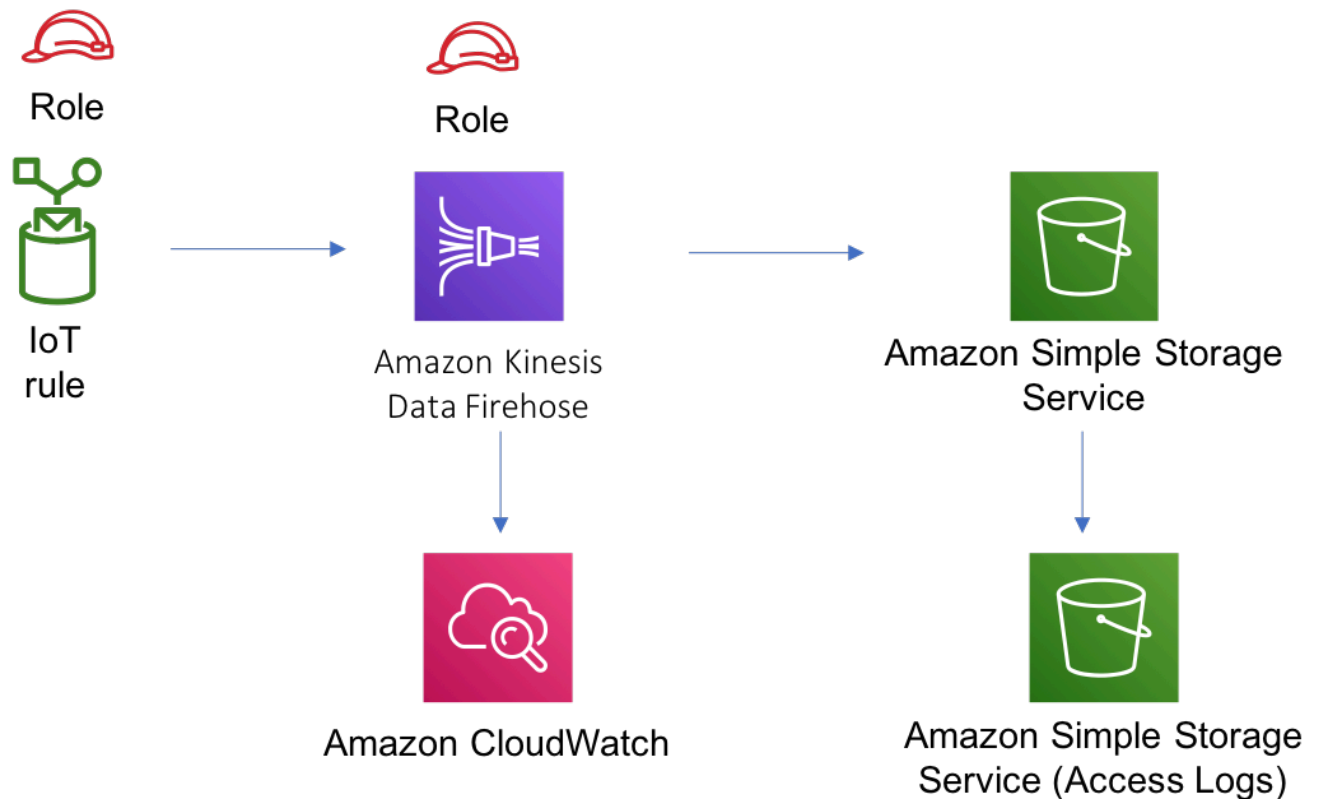 Role
Role
IoT
rule
Amazon Kinesis
Data Firehose
Amazon Simple Storage
Service
Amazon CloudWatch
Amazon Simple Storage
Service (Access Logs)